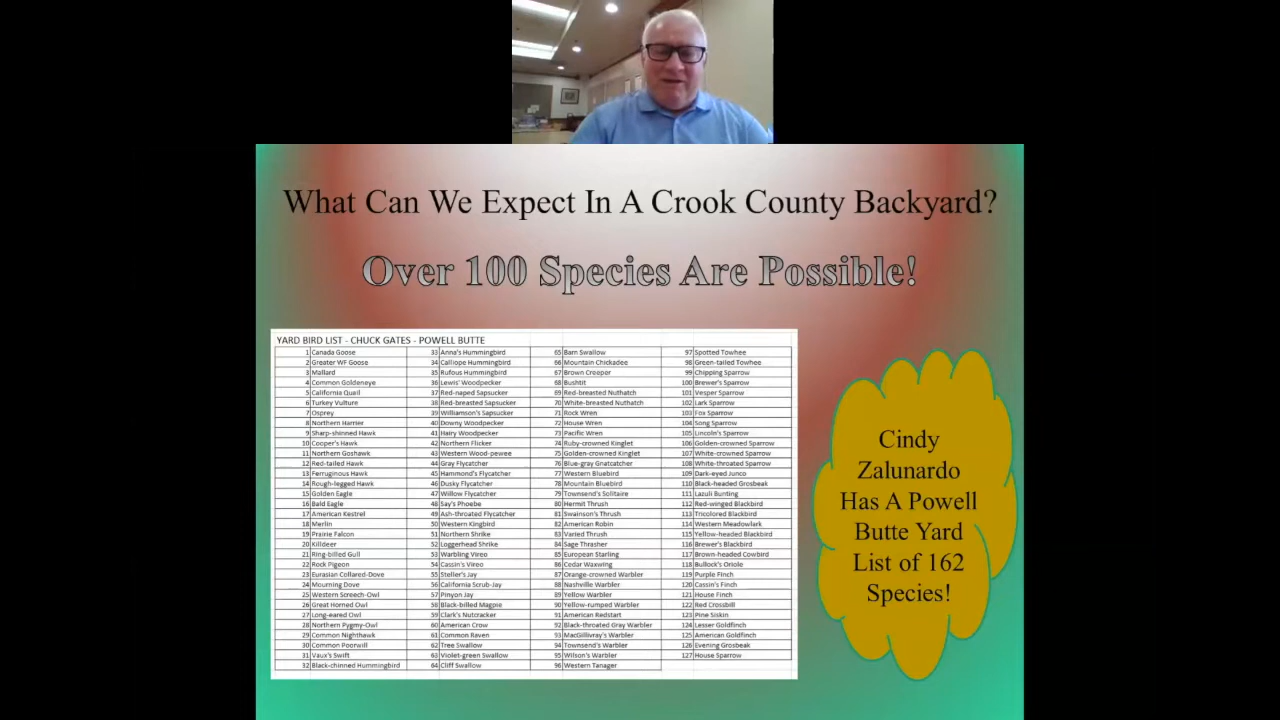 What Can We Expect In A Crook County Backyard?
Over 100 Species Are Possible!
YARD BIRD LIST - CHUCK GATES - POWELL BUTTE
1 Canada Goose 33 Anna's Hummingbird 65 Barn Swallow 97 Spotted Towhee
2 Greater WF Goose 34 Calliope Hummingbird 66 Mountain Chickadee 98 Green-tailed Towhee
3 Mallard 35 Rufous Hummingbird 67 Brown Creeper 99 Chipping Sparrow
4 Common Goldeneye 36 Lewis' Woodpecker 68 Bushtit 100 Brewer's Sparrow
5 California Quail 37 Red-naped Sapsucker 69 Red-breasted Nuthatch 101 Vesper Sparrow
6 Turkey Vulture 38 Red-breasted Sapsucker 70 White-breasted Nuthatch 102 Lark Sparrow
7 Osprey 39 Williamson's Sapsucker 71 Rock Wren 103 Fox Sparrow
8 Northern Harrier 40 Downy Woodpecker 72 House Wren 104 Song Sparrow
9 Sharp-shinned Hawk 41 Hairy Woodpecker 73 Pacific Wren 105 Lincoln's Sparrow
10 Cooper's Hawk 42 Northern Flicker 74 Ruby-crowned Kinglet 106 Golden-crowned Sparrow
11 Northern Goshawk 43 Western Wood-pewee 75 Golden-crowned Kinglet 107 White-crowned Sparrow
12 Red-tailed Hawk 44 Gray Flycatcher 76 Blue-gray Gnatcatcher 108 White-throated Sparrow
13 Ferruginous Hawk 45 Hammond's Flycatcher 77 Western Bluebird 109 Dark-eyed Junco
14 Rough-legged Hawk 46 Dusky Flycatcher 78 Mountain Bluebird 110 Black-headed Grosbeak
15 Golden Eagle 47 Willow Flycatcher 79 Townsend's Solitaire 111 Lazuli Bunting
16 Bald Eagle 48 Say's Phoebe 80 Hermit Thrush 112 Red-winged Blackbird
17 American Kestrel 49 Ash-throated Flycatcher 81 Swainson's Thrush 113 Tricolored Blackbird
18 Merlin 50 Western Kingbird 82 American Robin 114 Western Meadowlark
19 Prairie Falcon 51 Northern Shrike 83 Varied Thrush 115 Yellow-headed Blackbird
20 Killdeer 52 Loggerhead Shrike 84 Sage Thrasher 116 Brewer's Blackbird
21 Ring-billed Gull 53 Warbling Vireo 85 European Starling 117 Brown-headed Cowbird
22 Rock Pigeon 54 Cassin's Vireo 86 Cedar Waxwing 118 Bullock's Oriole
23 Eurasian Collared-Dove 55 Steller's Jay 87 Orange-crowned Warbler 119 Purple Finch
24 Mourning Dove 56 California Scrub-Jay 88 Nashville Warbler 120 Cassin's Finch
25 Western Screech-Owl 57 Pinyon Jay 89 Yellow Warbler 121 House Finch
26 Great Horned Owl 58 Black-billed Magpie 90 Yellow-rumped Warbler 122 Red Crossbill
27 Long-eared Owl 59 Clark's Nutcracker 91 American Redstart 123 Pine Siskin
28 Northern Pygmy-Owl 60 American Crow 92 Black-throated Gray Warbler 124 Lesser Goldfinch
29 Common Nighthawk 61 Common Raven 93 MacGillivray's Warbler 125 American Goldfinch
30 Common Poorwill 62 Tree Swallow 94 Townsend's Warbler 126 Evening Grosbeak
31 Vaux's Swift 63 Violet-green Swallow 95 Wilson's Warbler 127 House Sparrow
32 Black-chinned Hummingbird 64 Cliff Swallow 96 Western Tanager
Cindy
Zalunardo
Has A Powell
Butte Yard
List of 162
Species!